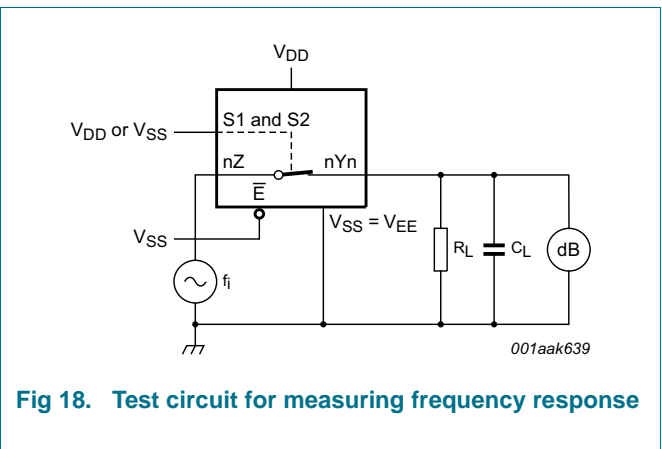 VDD
S1 and S2
VDD or VSS
nZ
nYn
E
VSS = VEE
VSS
RL
CL
dB
fi
001aak639
Fig 18. Test circuit for measuring frequency response